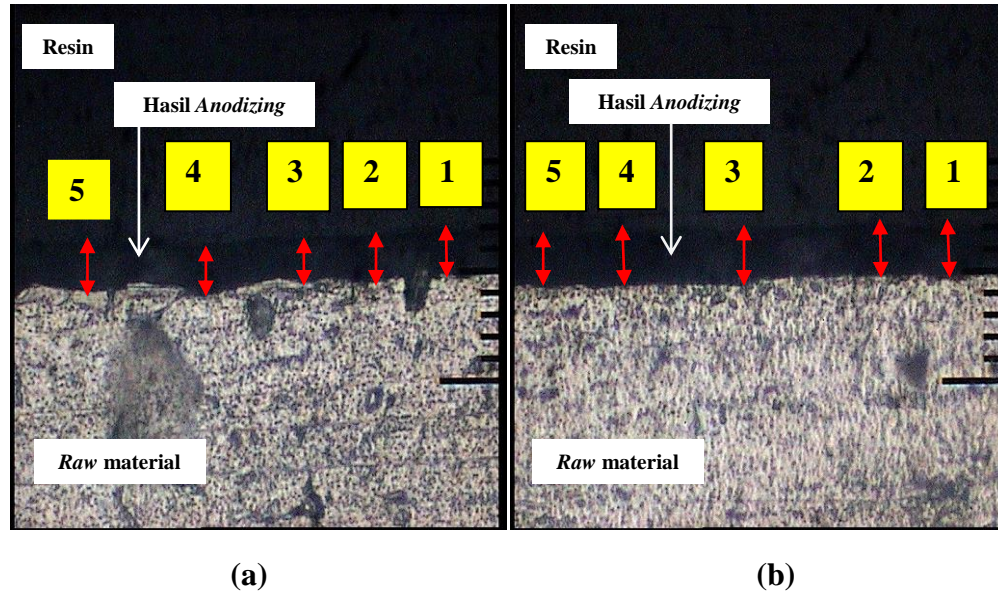 Resin
Hasil Anodizing
5 4 3 2 1
Raw material
(a)
Resin
Hasil Anodizing
5 4 3 2 1
Raw material
(b)